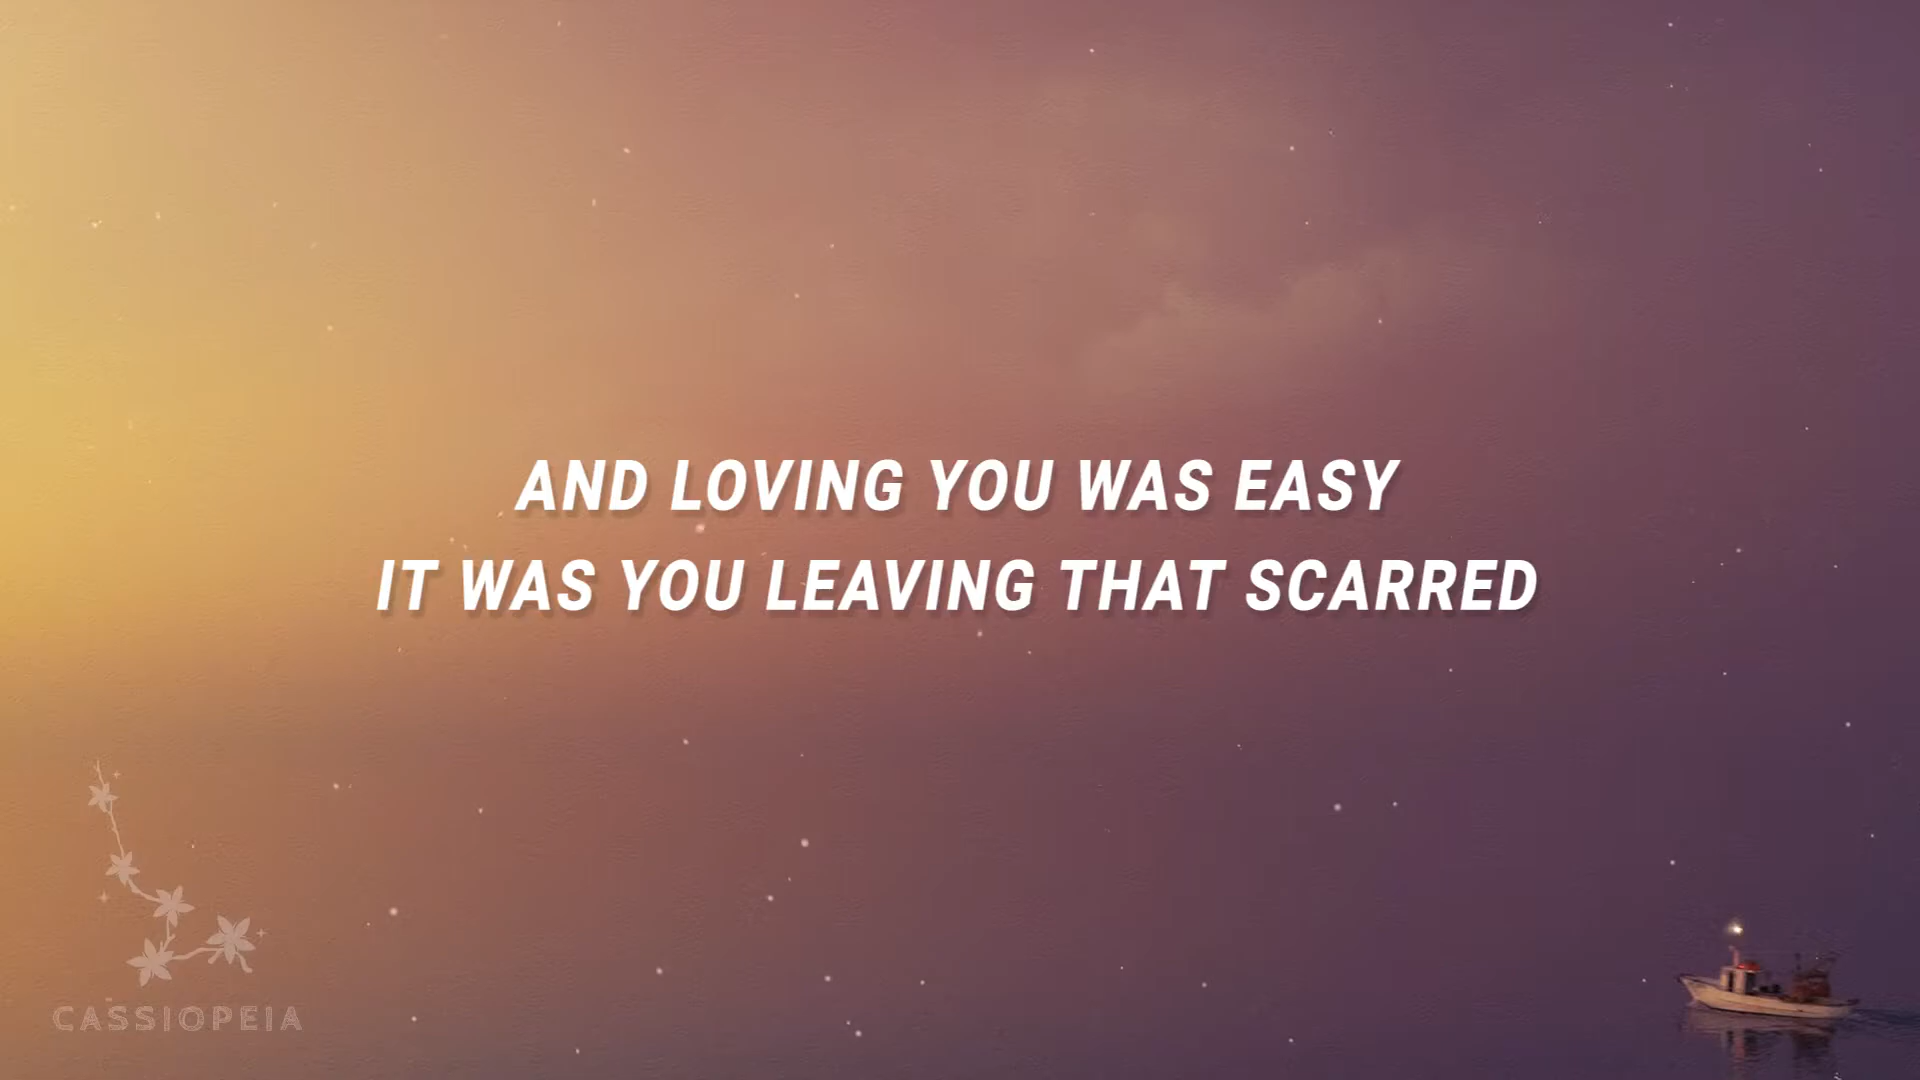 AND LOVING YOU WAS EASY
IT WAS YOU LEAVING THAT SCARRED
CASSIOPEIA